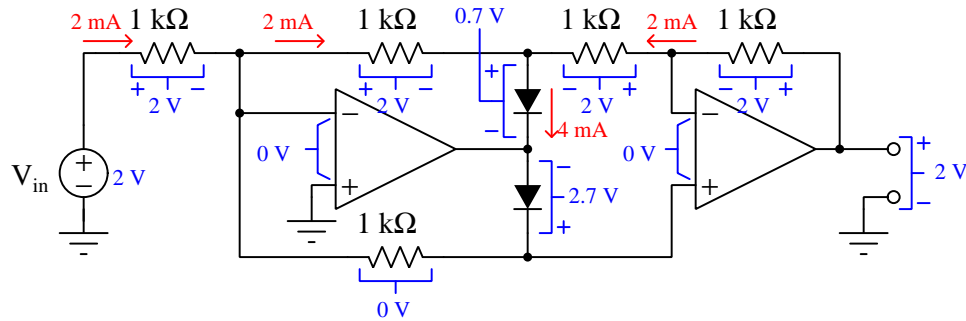 2 mA 1 kΩ 2 mA 1 kΩ 0.7 V 1 kΩ 2 mA 1 kΩ
+ − + − + − + − +
2 V 2 V 2 V 2 V
−
− 4 mA −
0 V 0 V
+
Vin − 2 V + − 2.7 V + 2 V
1 kΩ + −
0 V